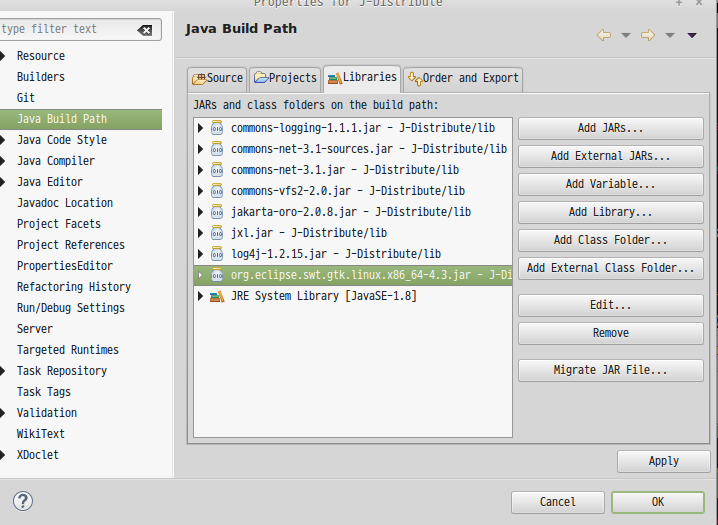 Properties for J-Distribute
type filter text
Java Build Path
Resource
Builders
Git
Java Build Path
Java Code Style
Java Compiler
Java Editor
Javadoc Location
Project Facets
Project References
PropertiesEditor
Refactoring History
Run/Debug Settings
Server
Targeted Runtimes
Task Repository
Task Tags
Validation
WikiText
XDoclet
Source Projects Libraries Order and Export
JARs and class folders on the build path:
commons-logging-1.1.1.jar - J-Distribute/lib
commons-net-3.1-sources.jar - J-Distribute/lib
commons-net-3.1.jar - J-Distribute/lib
commons-vfs2-2.0.jar - J-Distribute/lib
jakarta-oro-2.0.8.jar - J-Distribute/lib
jxl.jar - J-Distribute/lib
log4j-1.2.15.jar - J-Distribute/lib
org.eclipse.swt.gtk.linux.x86_64-4.3.jar - J-Di
JRE System Library [JavaSE-1.8]
Add JARs...
Add External JARs...
Add Variable...
Add Library...
Add Class Folder...
Add External Class Folder...
Edit...
Remove
Migrate JAR File...
Apply
Cancel OK